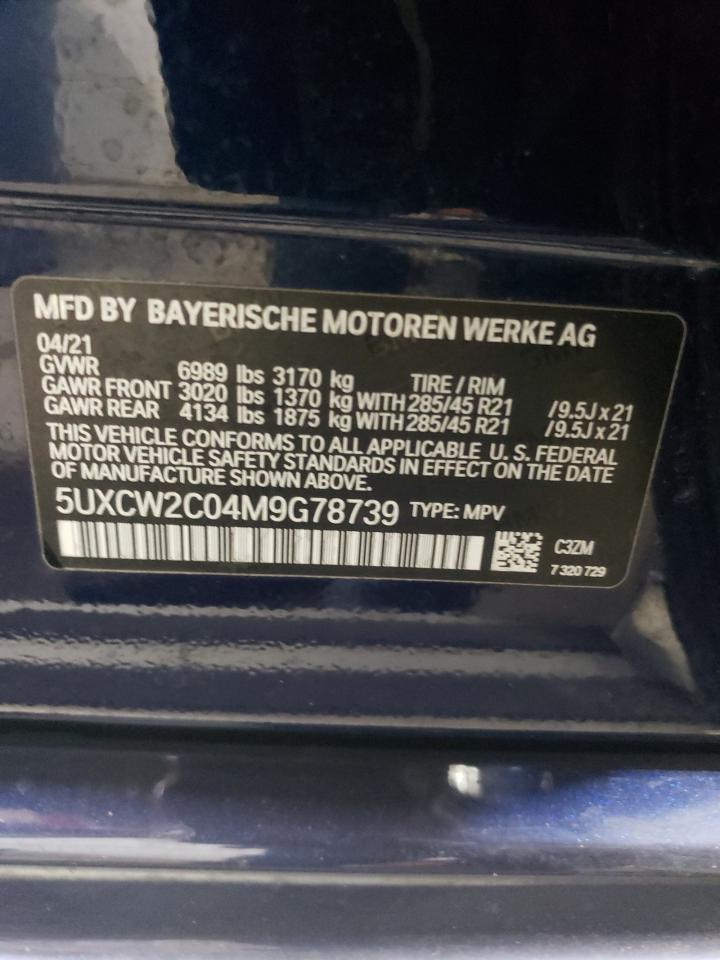 MFD BY BAYERISCHE MOTOREN WERKE AG
04/21
GVWR 6989 lbs 3170 kg TIRE / RIM
GAWR FRONT 3020 lbs 1370 kg WITH 285/45 R21 /9.5J x 21
GAWR REAR 4134 lbs 1875 kg WITH 285/45 R21 /9.5J x 21
THIS VEHICLE CONFORMS TO ALL APPLICABLE U. S. FEDERAL
MOTOR VEHICLE SAFETY STANDARDS IN EFFECT ON THE DATE
OF MANUFACTURE SHOWN ABOVE.
5UXCW2C04M9G78739 TYPE: MPV
C3ZM
7 320 729